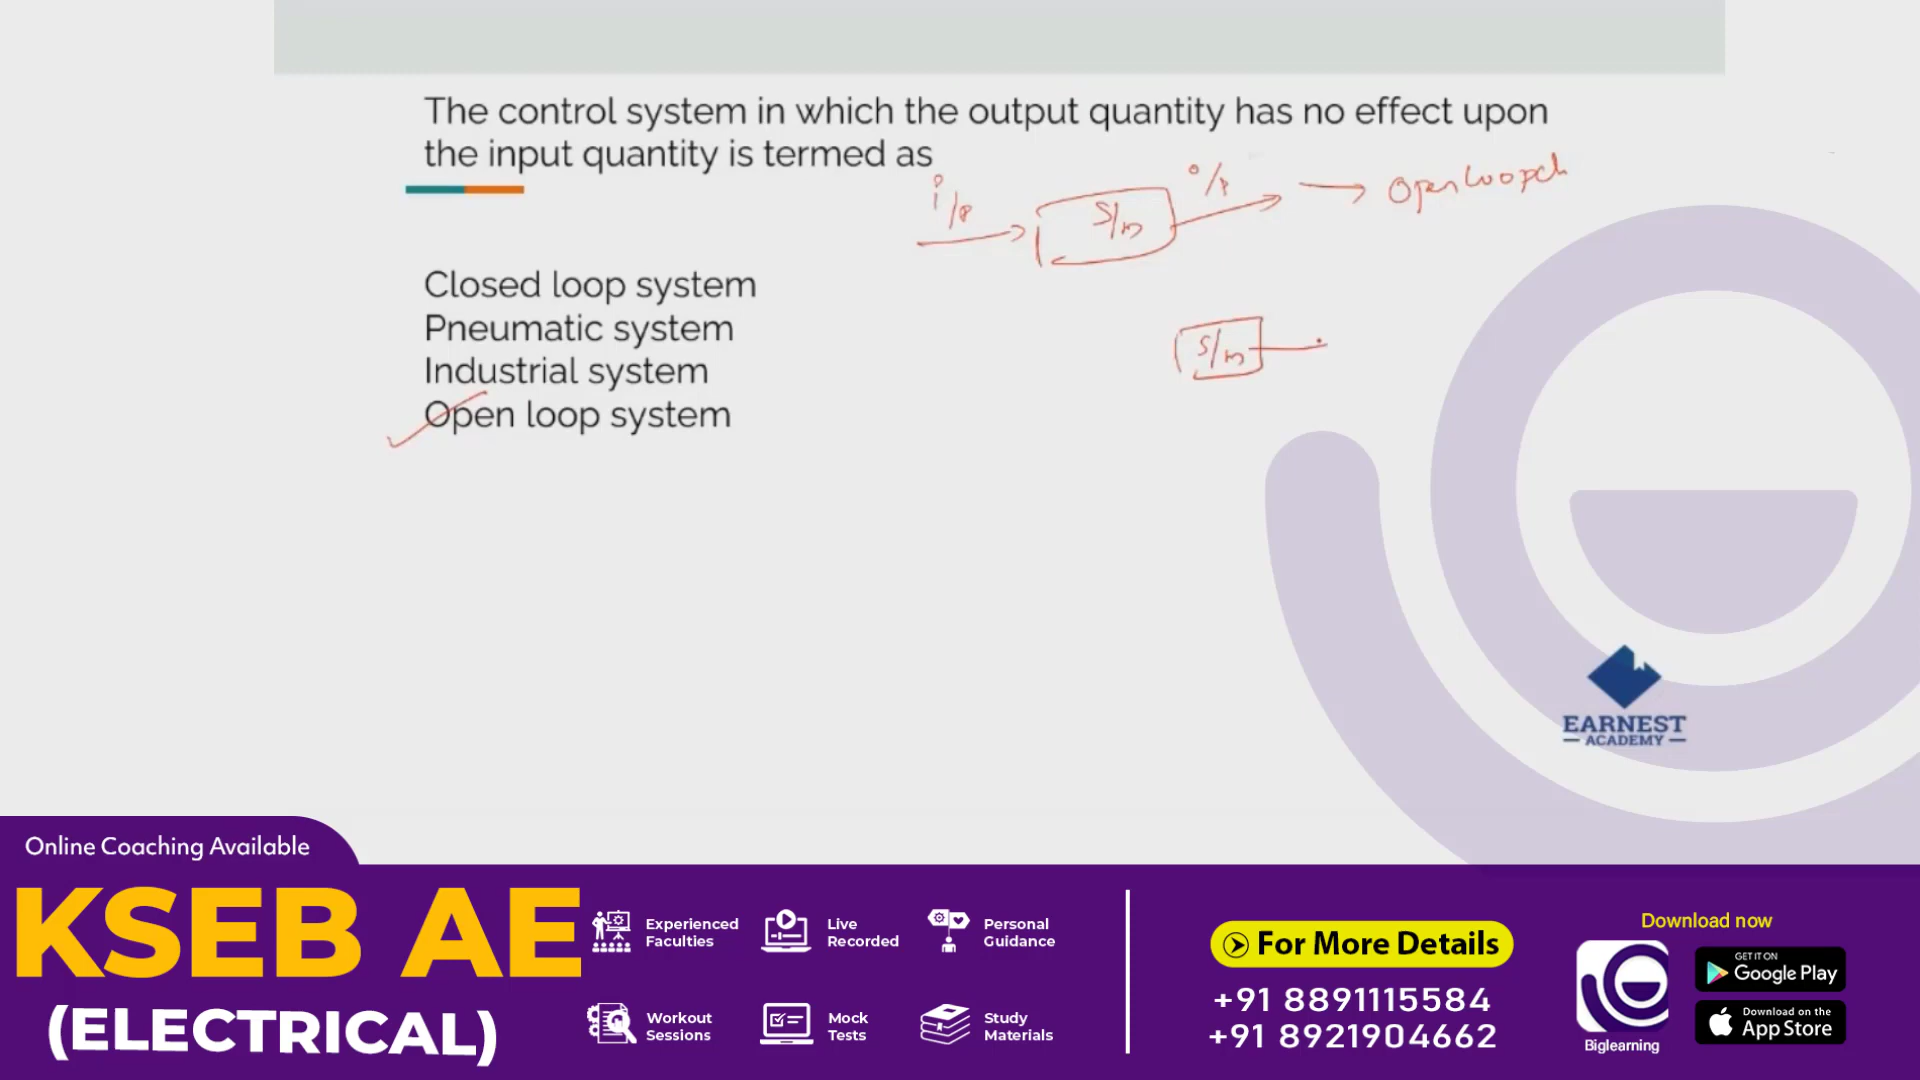 The control system in which the output quantity has no effect upon
the input quantity is termed as
i/p
S/m
o/p
Open loop
Closed loop system
Pneumatic system
Industrial system
Open loop system
S/m
EARNEST
ACADEMY
Online Coaching Available
KSEB AE
(ELECTRICAL)
Experienced
Faculties
Live
Recorded
Personal
Guidance
Workout
Sessions
Mock
Tests
Study
Materials
For More Details
+91 8891115584
+91 8921904662
Download now
Biglearning
GET IT ON
Google Play
Download on the
App Store